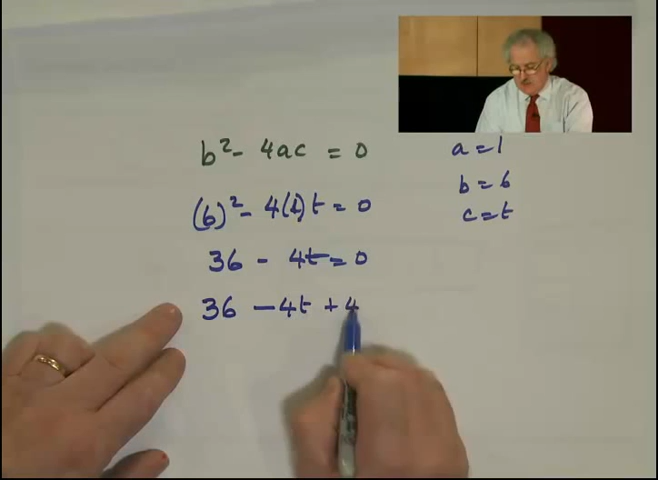 b² - 4ac = 0
a = 1
(6)² - 4(1)t = 0
b = 6
c = t
36 - 4t = 0
36 - 4t + 4